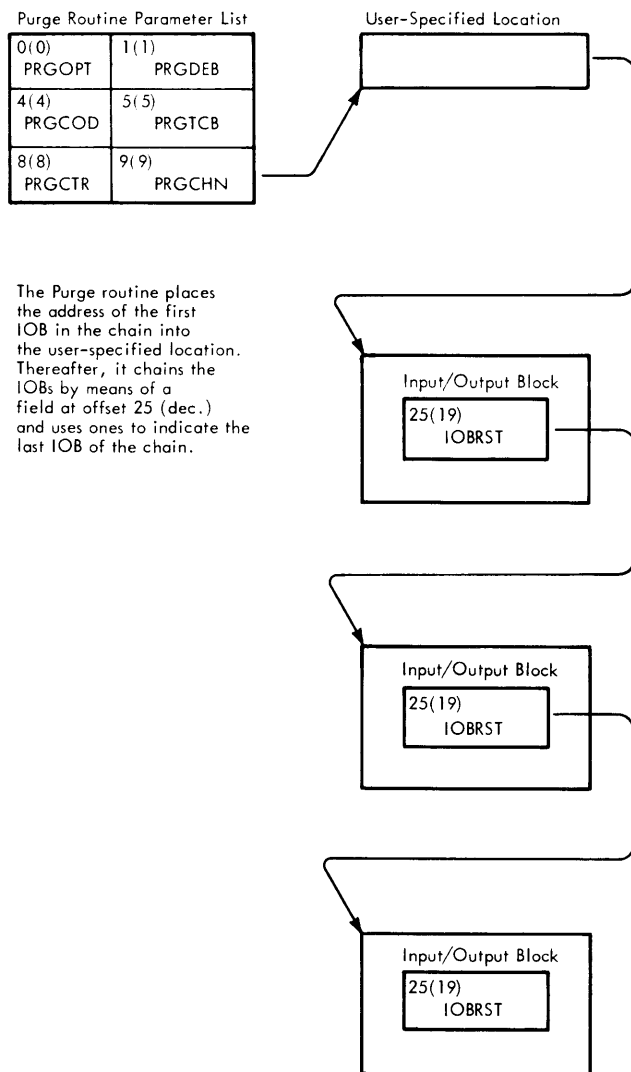 Purge Routine Parameter List
User-Specified Location
0(0) 1(1)
PRGOPT PRGDEB
4(4) 5(5)
PRGCOD PRGTCB
8(8) 9(9)
PRGCTR PRGCHN
The Purge routine places
the address of the first
IOB in the chain into
the user-specified location.
Thereafter, it chains the
IOBs by means of a
field at offset 25 (dec.)
and uses ones to indicate the
last IOB of the chain.
Input/Output Block
25(19)
IOBRST
Input/Output Block
25(19)
IOBRST
Input/Output Block
25(19)
IOBRST